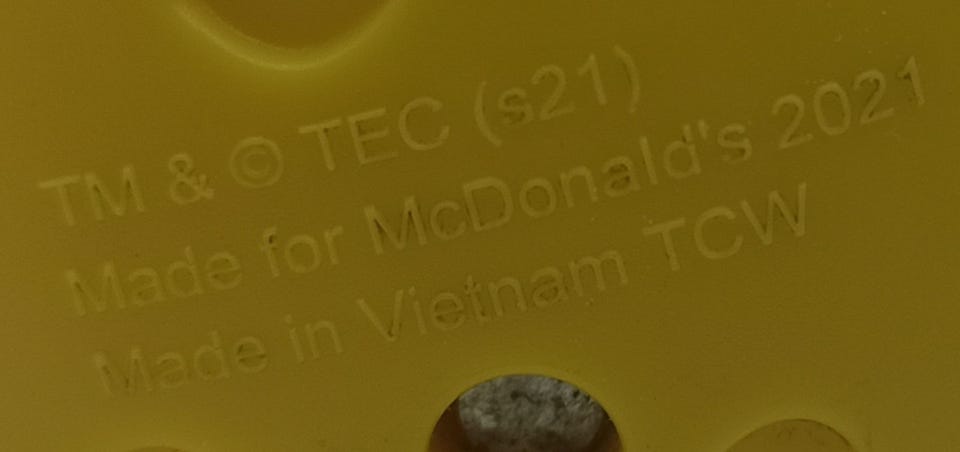 TM & © TEC (s21)
Made for McDonald's 2021
Made in Vietnam TCW